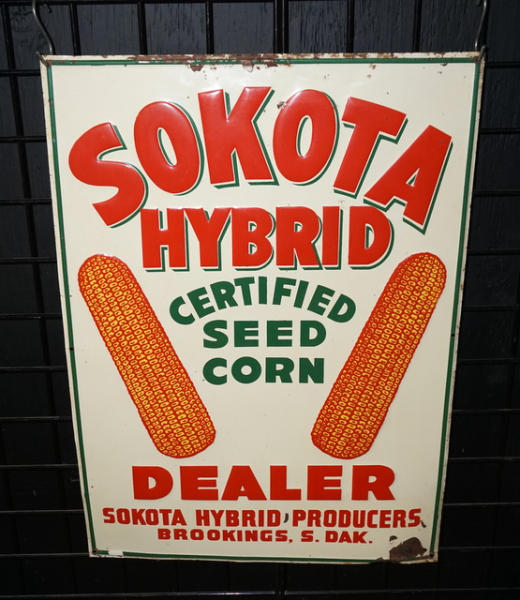 SOKOTA
HYBRID
CERTIFIED
SEED
CORN
DEALER
SOKOTA HYBRID PRODUCERS
BROOKINGS, S. DAK.